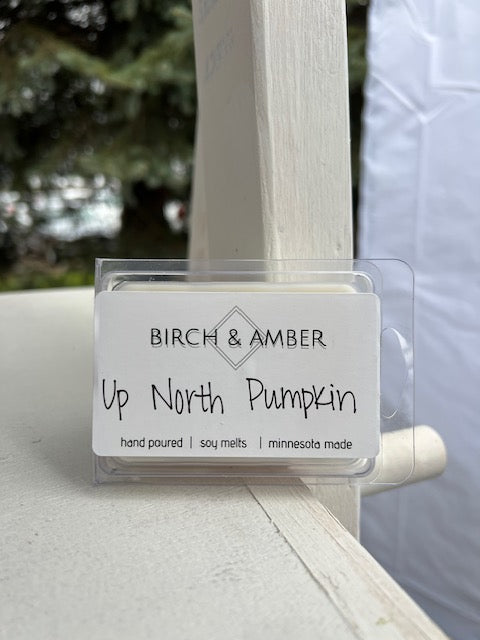 BIRCH & AMBER
Up North Pumpkin
hand poured | soy melts | minnesota made